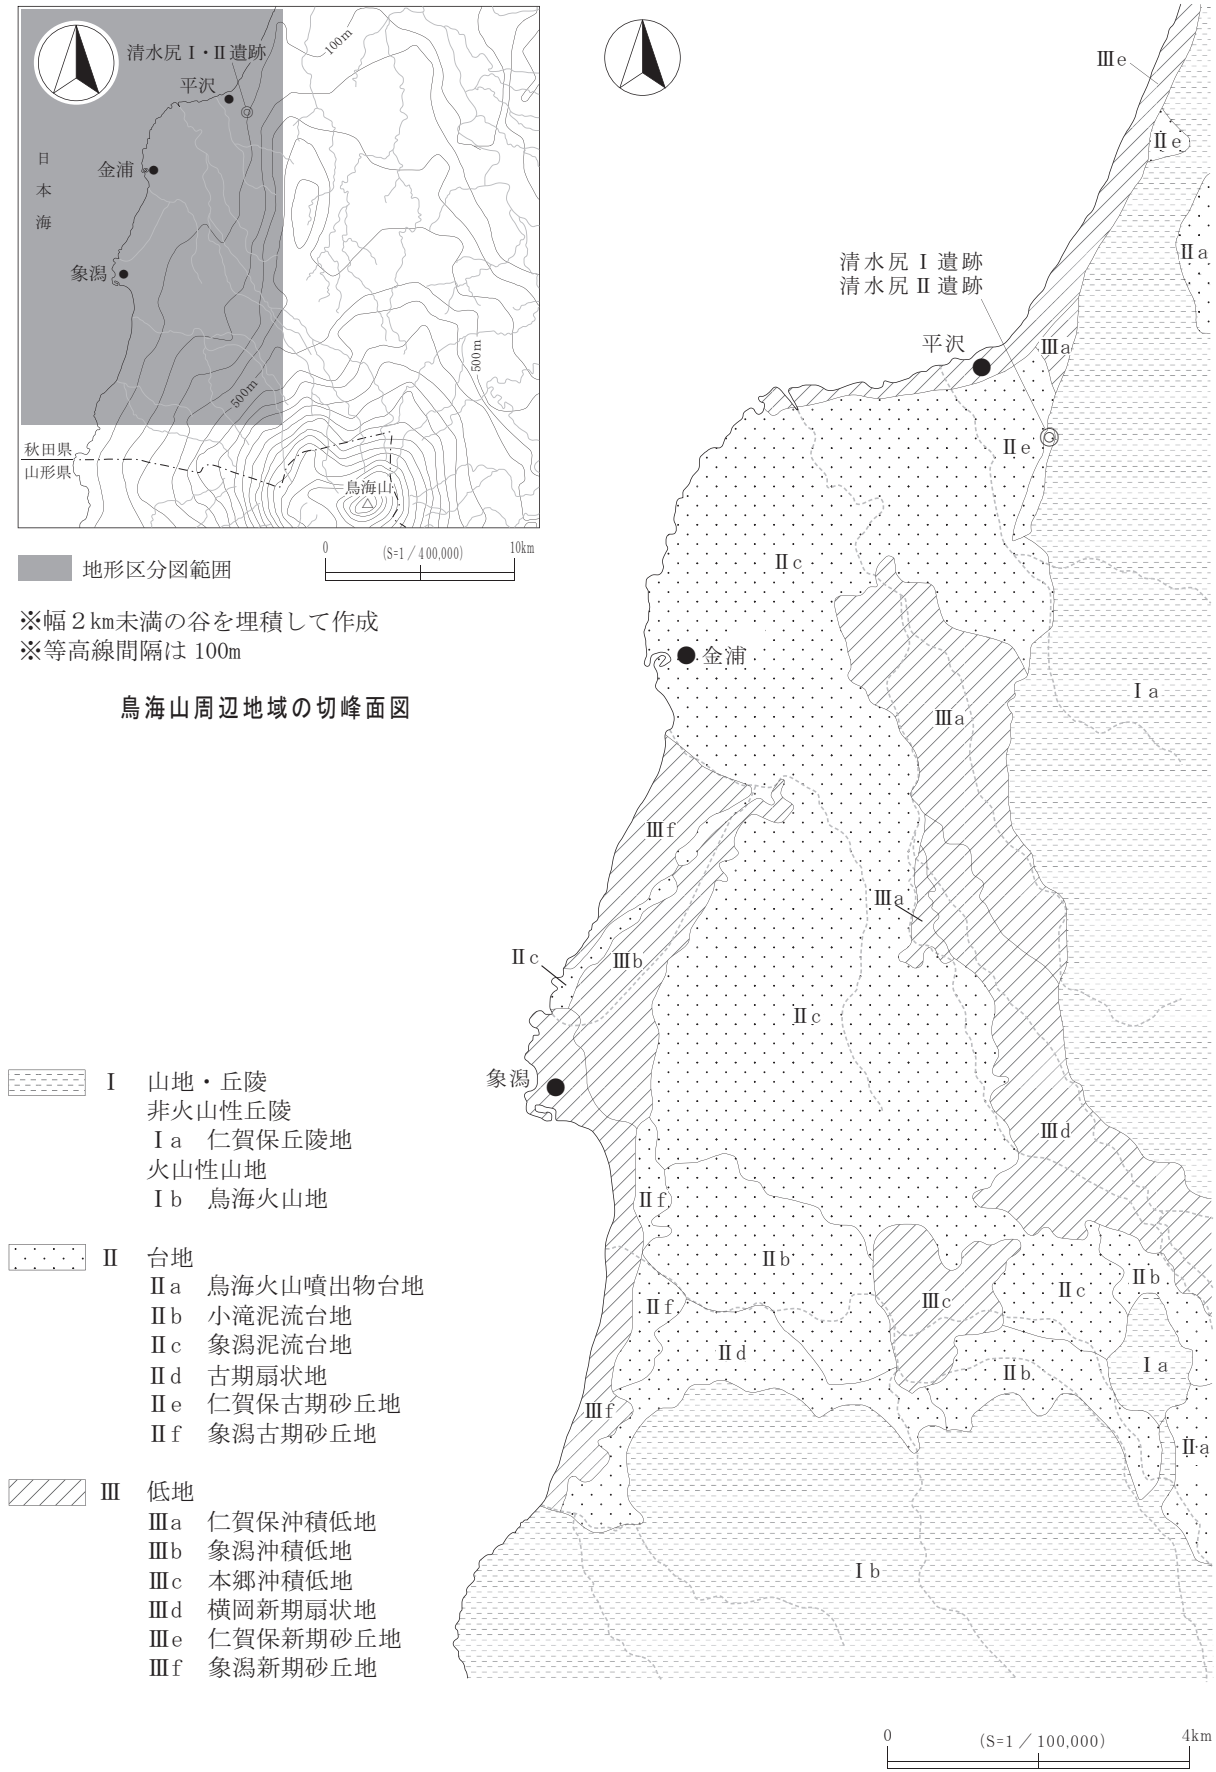 清水尻Ⅰ・Ⅱ遺跡
平沢
金浦
象潟
日本海
100m
500m
500m
秋田県
山形県
鳥海山
地形区分図範囲
0 (S=1／400,000) 10km
※幅２km未満の谷を埋積して作成
※等高線間隔は 100m
鳥海山周辺地域の切峰面図
Ⅲe
Ⅱe
Ⅱa
清水尻Ⅰ遺跡
清水尻Ⅱ遺跡
平沢
Ⅲa
Ⅱe
Ⅱc
金浦
Ⅰa
Ⅲa
Ⅲf
Ⅲa
Ⅱc
Ⅲb
Ⅱc
象潟
Ⅲd
Ⅱf
Ⅱb
Ⅱc
Ⅱb
Ⅱf
Ⅲc
Ⅱd
Ⅱb
Ⅰa
Ⅲf
Ⅱa
Ⅰb
Ⅰ 山地・丘陵
非火山性丘陵
Ⅰa 仁賀保丘陵地
火山性山地
Ⅰb 鳥海火山地
Ⅱ 台地
Ⅱa 鳥海火山噴出物台地
Ⅱb 小滝泥流台地
Ⅱc 象潟泥流台地
Ⅱd 古期扇状地
Ⅱe 仁賀保古期砂丘地
Ⅱf 象潟古期砂丘地
Ⅲ 低地
Ⅲa 仁賀保沖積低地
Ⅲb 象潟沖積低地
Ⅲc 本郷沖積低地
Ⅲd 横岡新期扇状地
Ⅲe 仁賀保新期砂丘地
Ⅲf 象潟新期砂丘地
0 (S=1／100,000) 4km